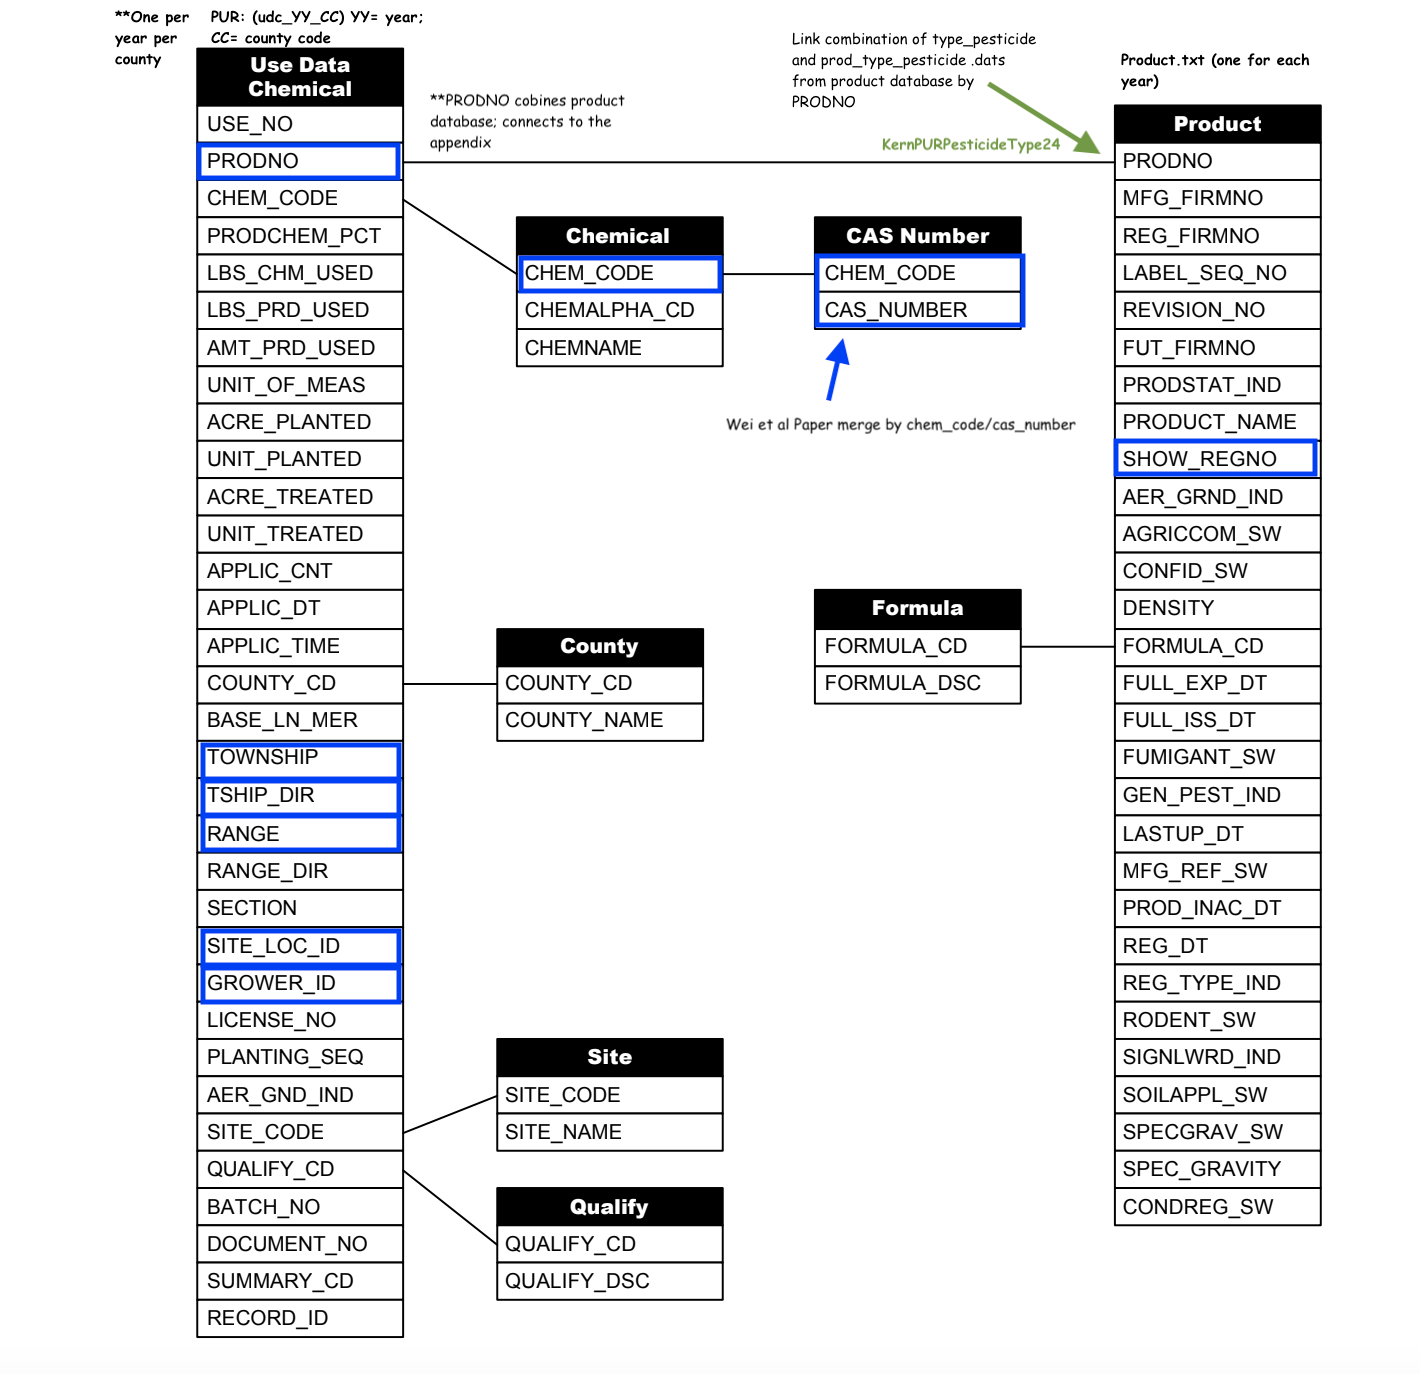 **One per
year per
county
PUR: (udc_YY_CC) YY= year;
CC= county code
Use Data
Chemical
USE_NO
PRODNO
CHEM_CODE
PRODCHEM_PCT
LBS_CHM_USED
LBS_PRD_USED
AMT_PRD_USED
UNIT_OF_MEAS
ACRE_PLANTED
UNIT_PLANTED
ACRE_TREATED
UNIT_TREATED
APPLIC_CNT
APPLIC_DT
APPLIC_TIME
COUNTY_CD
BASE_LN_MER
TOWNSHIP
TSHIP_DIR
RANGE
RANGE_DIR
SECTION
SITE_LOC_ID
GROWER_ID
LICENSE_NO
PLANTING_SEQ
AER_GND_IND
SITE_CODE
QUALIFY_CD
BATCH_NO
DOCUMENT_NO
SUMMARY_CD
RECORD_ID
**PRODNO cobines product
database; connects to the
appendix
Chemical
CHEM_CODE
CHEMALPHA_CD
CHEMNAME
County
COUNTY_CD
COUNTY_NAME
Site
SITE_CODE
SITE_NAME
Qualify
QUALIFY_CD
QUALIFY_DSC
Link combination of type_pesticide
and prod_type_pesticide .dats
from product database by
PRODNO
KernPURPesticideType24
CAS Number
CHEM_CODE
CAS_NUMBER
Wei et al Paper merge by chem_code/cas_number
Formula
FORMULA_CD
FORMULA_DSC
Product.txt (one for each
year)
Product
PRODNO
MFG_FIRMNO
REG_FIRMNO
LABEL_SEQ_NO
REVISION_NO
FUT_FIRMNO
PRODSTAT_IND
PRODUCT_NAME
SHOW_REGNO
AER_GRND_IND
AGRICCOM_SW
CONFID_SW
DENSITY
FORMULA_CD
FULL_EXP_DT
FULL_ISS_DT
FUMIGANT_SW
GEN_PEST_IND
LASTUP_DT
MFG_REF_SW
PROD_INAC_DT
REG_DT
REG_TYPE_IND
RODENT_SW
SIGNLWRD_IND
SOILAPPL_SW
SPECGRAV_SW
SPEC_GRAVITY
CONDREG_SW